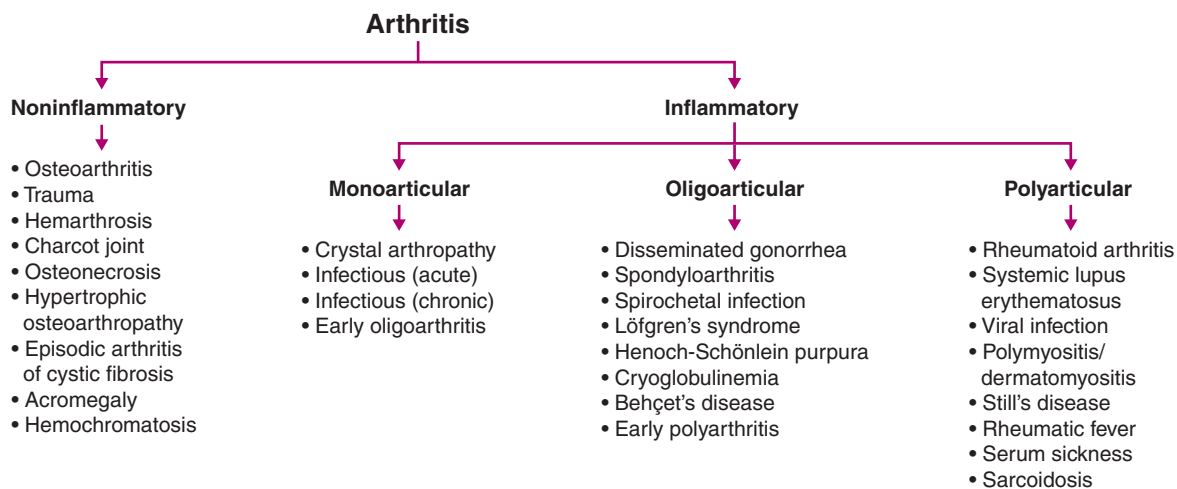 Arthritis
Noninflammatory
• Osteoarthritis
• Trauma
• Hemarthrosis
• Charcot joint
• Osteonecrosis
• Hypertrophic
osteoarthropathy
• Episodic arthritis
of cystic fibrosis
• Acromegaly
• Hemochromatosis
Inflammatory
Monoarticular
• Crystal arthropathy
• Infectious (acute)
• Infectious (chronic)
• Early oligoarthritis
Oligoarticular
• Disseminated gonorrhea
• Spondyloarthritis
• Spirochetal infection
• Löfgren’s syndrome
• Henoch-Schönlein purpura
• Cryoglobulinemia
• Behçet’s disease
• Early polyarthritis
Polyarticular
• Rheumatoid arthritis
• Systemic lupus
erythematosus
• Viral infection
• Polymyositis/
dermatomyositis
• Still’s disease
• Rheumatic fever
• Serum sickness
• Sarcoidosis